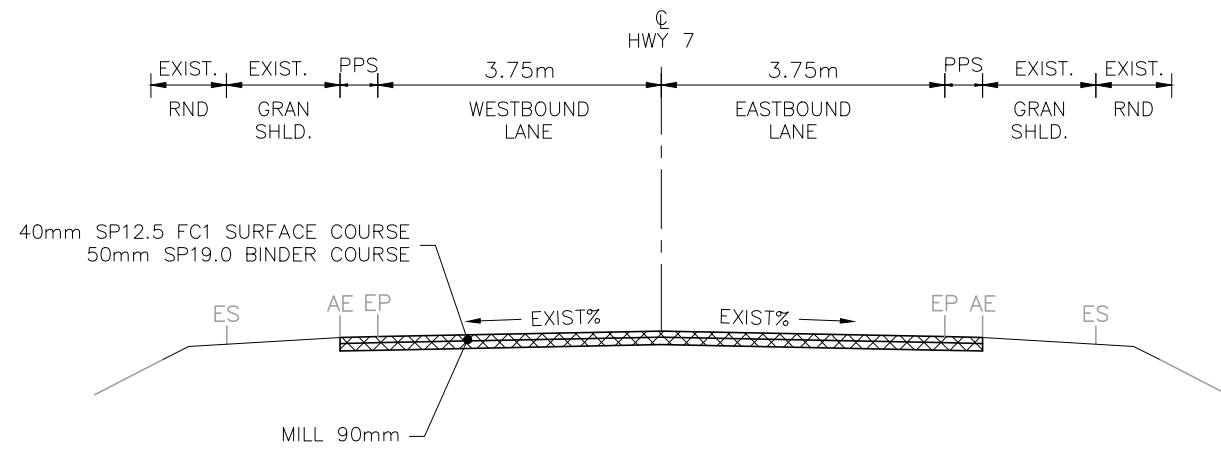 ℄
HWY 7
EXIST. EXIST. PPS 3.75m 3.75m PPS EXIST. EXIST.
RND GRAN WESTBOUND EASTBOUND GRAN RND
SHLD. LANE LANE SHLD.
40mm SP12.5 FC1 SURFACE COURSE
50mm SP19.0 BINDER COURSE
ES AE EP EXIST% EXIST% EP AE ES
MILL 90mm